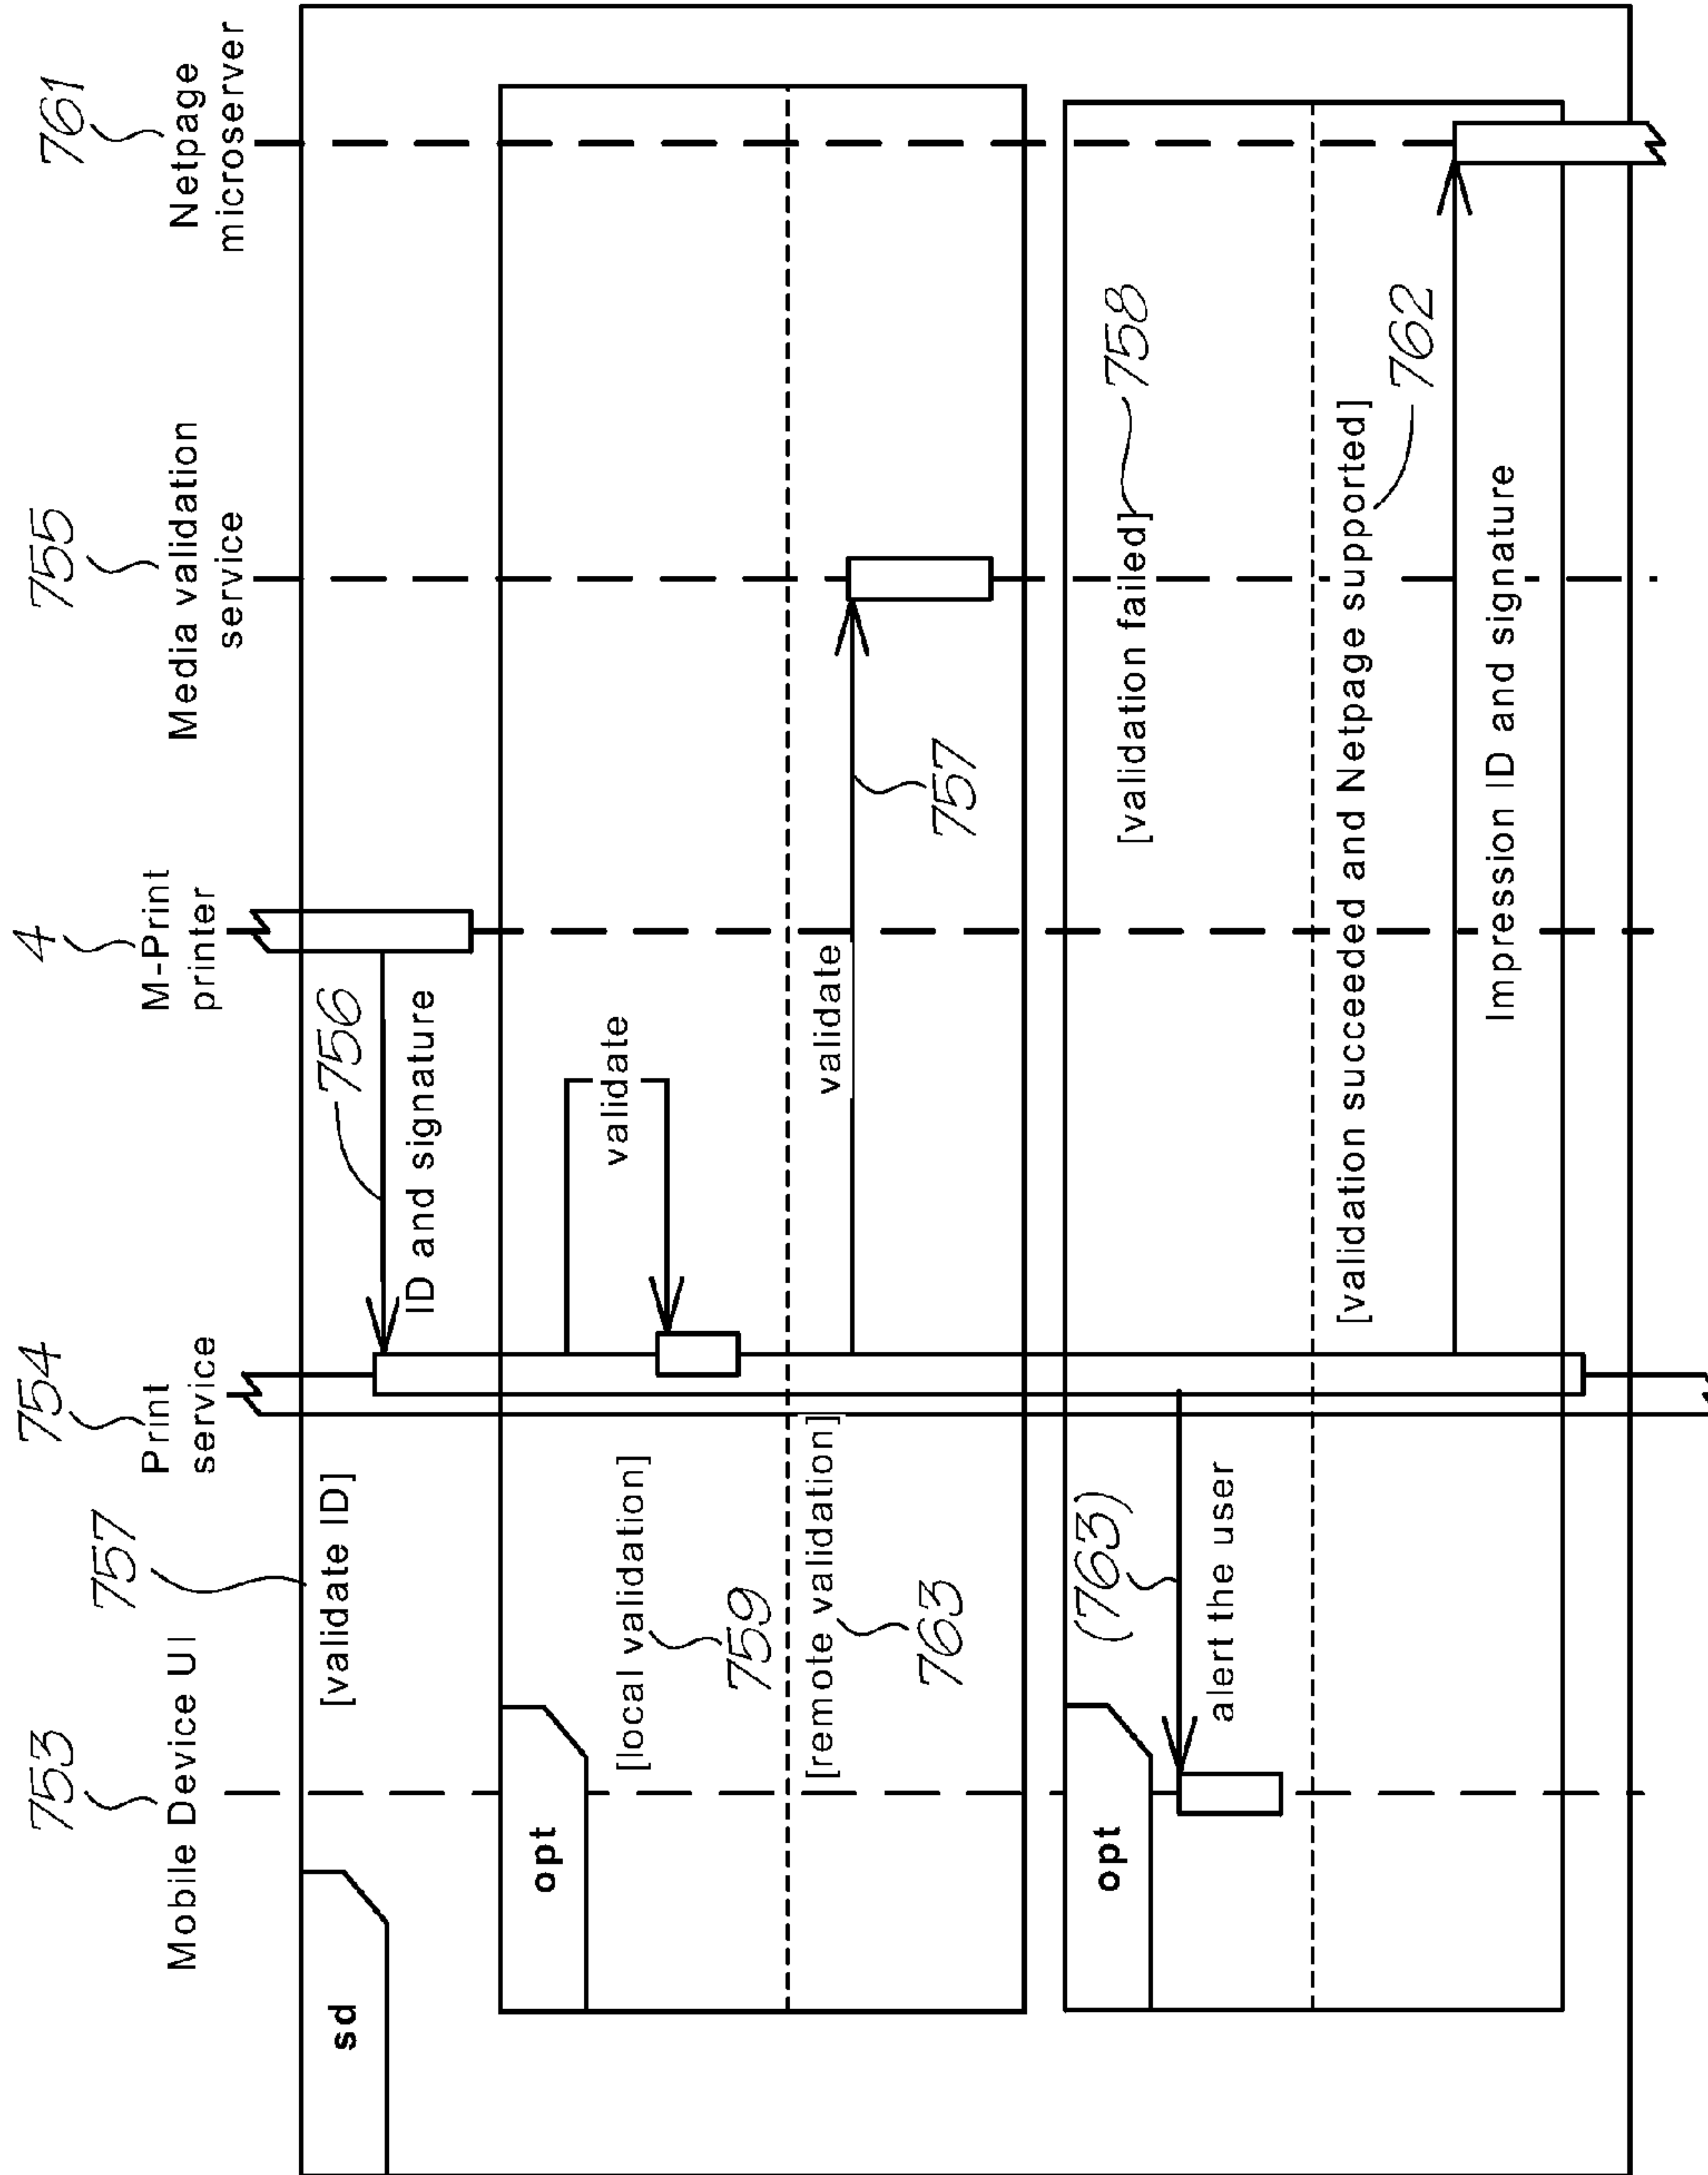 753
Mobile Device UI
754
Print
service
4
M-Print
printer
755
Media validation
service
761
Netpage
microserver
sd
757
[validate ID]
756
ID and signature
opt
[local validation]
759
validate
[remote validation]
763
validate
757
opt
[validation failed]
758
(763)
alert the user
[validation succeeded and Netpage supported]
762
Impression ID and signature